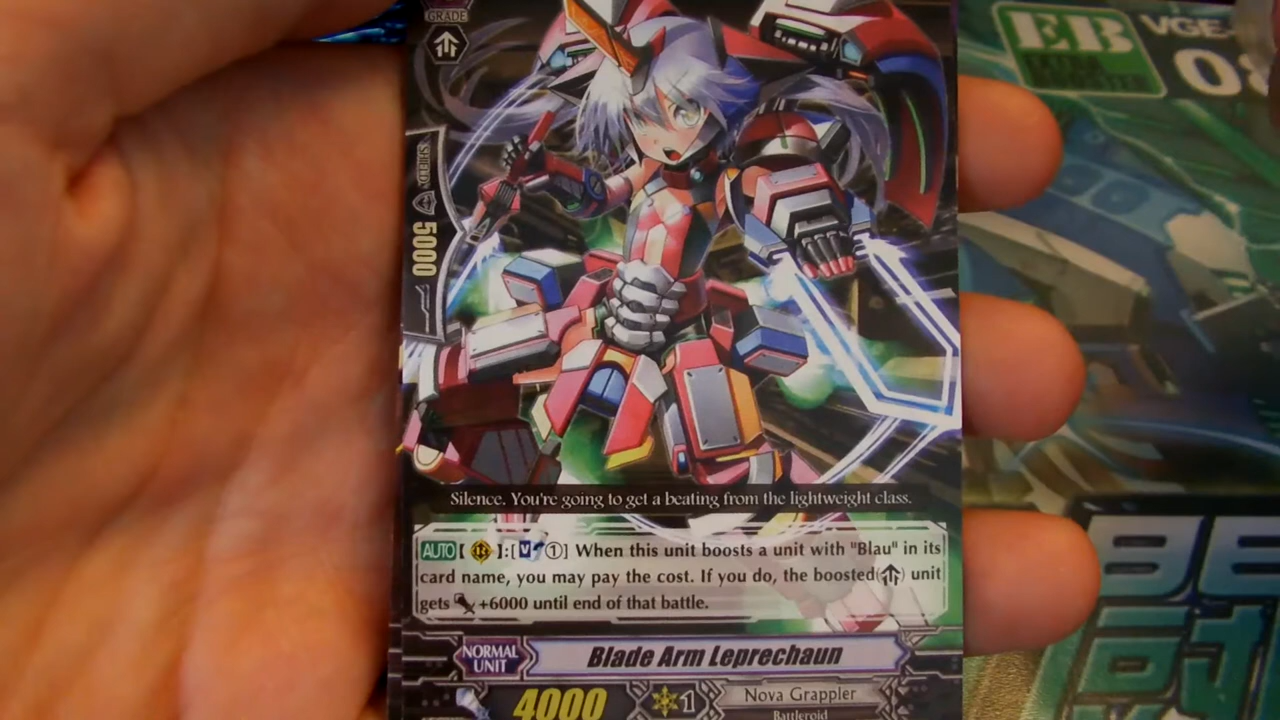 GRADE
SHIELD
5000
Silence. You're going to get a beating from the lightweight class.
AUTO [ ]:[ ①] When this unit boosts a unit with "Blau" in its
card name, you may pay the cost. If you do, the boosted( ) unit
gets +6000 until end of that battle.
NORMAL
UNIT
Blade Arm Leprechaun
4000
1
Nova Grappler
Battleroid
EB
EXTRA
BOOSTER
VGE-
08